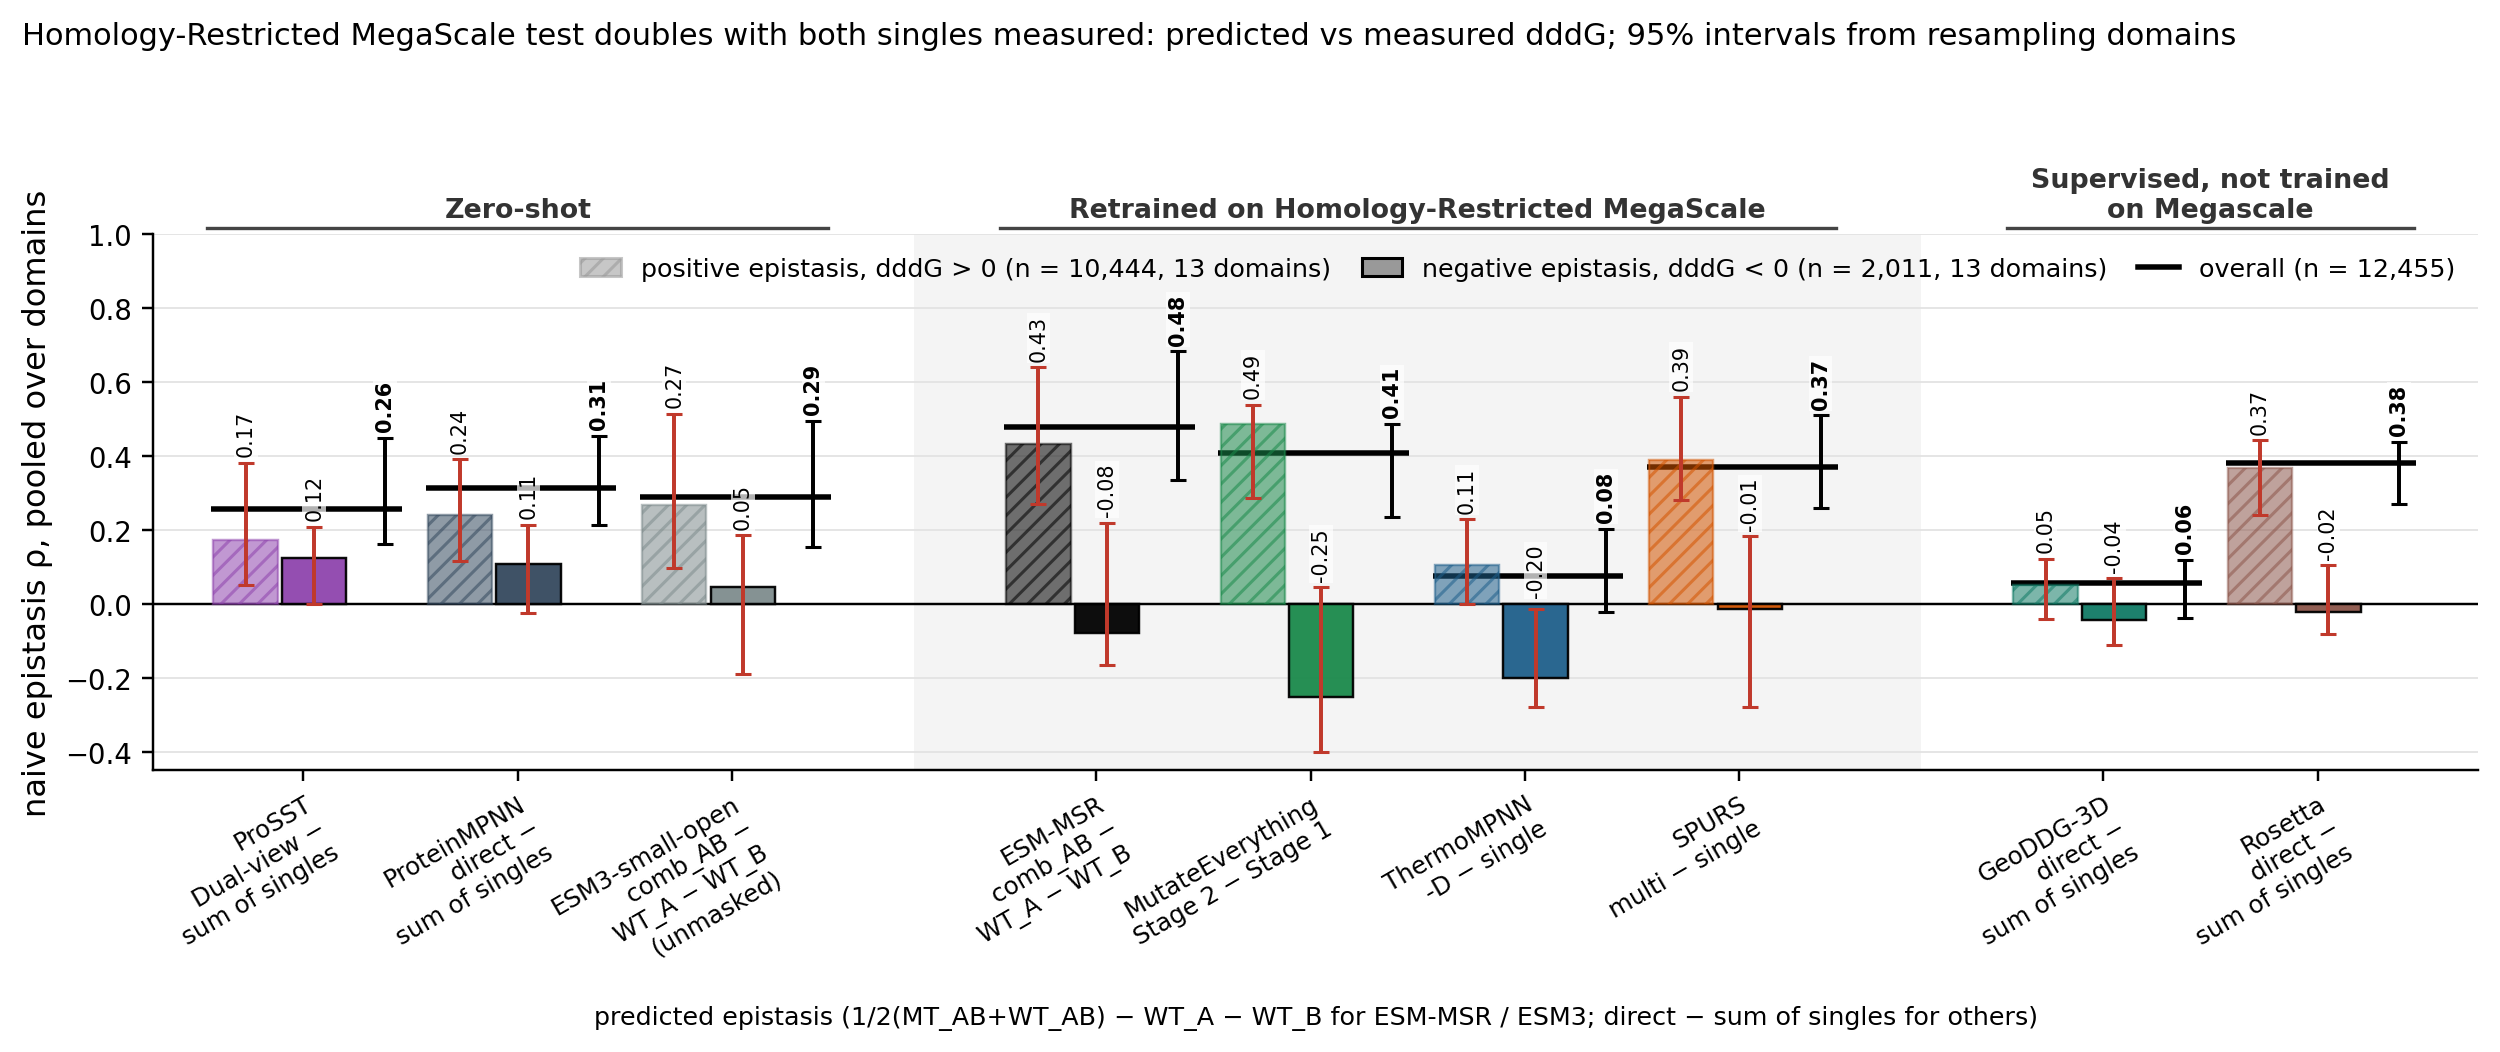 Homology-Restricted MegaScale test doubles with both singles measured: predicted vs measured dddG; 95% intervals from resampling domains
Zero-shot
Retrained on Homology-Restricted MegaScale
Supervised, not trained
on Megascale
positive epistasis, dddG > 0 (n = 10,444, 13 domains)
negative epistasis, dddG < 0 (n = 2,011, 13 domains)
overall (n = 12,455)
naive epistasis ρ, pooled over domains
1.0
0.8
0.6
0.4
0.2
0.0
−0.2
−0.4
0.17
0.12
0.26
0.24
0.11
0.31
0.27
0.05
0.29
0.43
-0.08
0.48
0.49
-0.25
0.41
0.11
-0.20
0.08
0.39
-0.01
0.37
0.05
-0.04
0.06
0.37
-0.02
0.38
ProSST
Dual-view −
sum of singles
ProteinMPNN
direct −
sum of singles
ESM3-small-open
comb_AB −
WT_A − WT_B
(unmasked)
ESM-MSR
comb_AB −
WT_A − WT_B
MutateEverything
Stage 2 − Stage 1
ThermoMPNN
-D − single
SPURS
multi − single
GeoDDG-3D
direct −
sum of singles
Rosetta
direct −
sum of singles
predicted epistasis (1/2(MT_AB+WT_AB) − WT_A − WT_B for ESM-MSR / ESM3; direct − sum of singles for others)